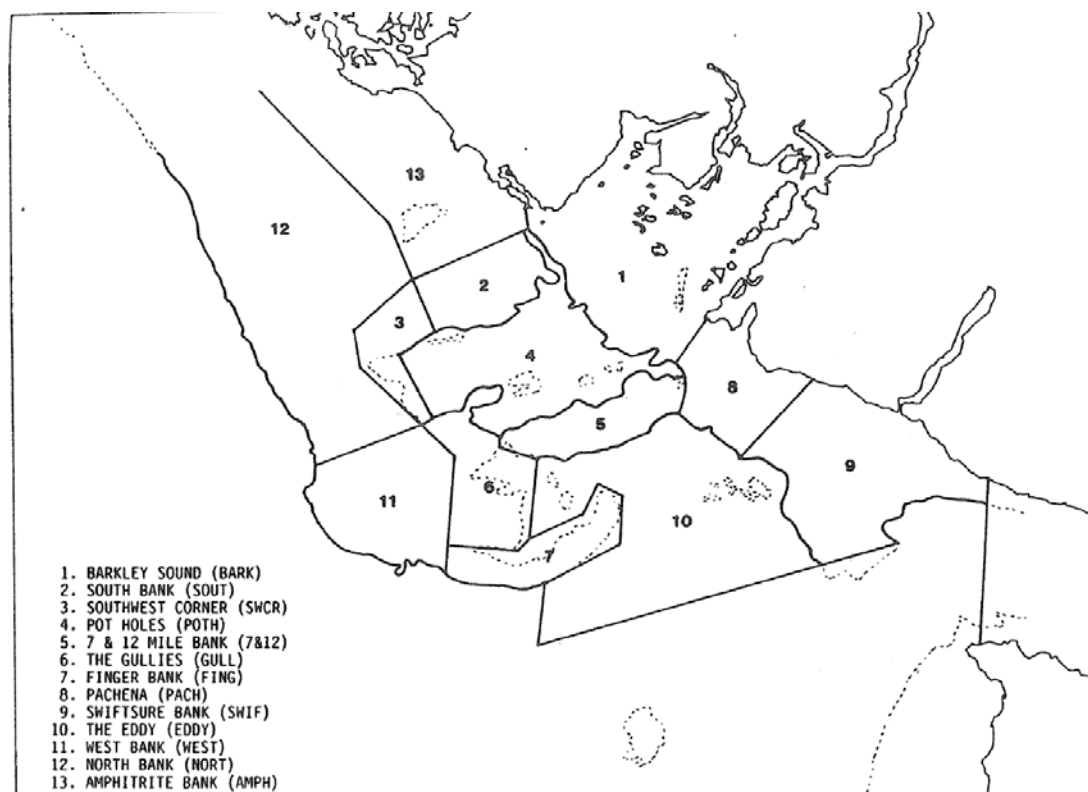 13
12
1
2
3
4
8
5
9
6
11
10
7
1. BARKLEY SOUND (BARK)
2. SOUTH BANK (SOUT)
3. SOUTHWEST CORNER (SWCR)
4. POT HOLES (POTH)
5. 7 & 12 MILE BANK (7&12)
6. THE GULLIES (GULL)
7. FINGER BANK (FING)
8. PACHENA (PACH)
9. SWIFTSURE BANK (SWIF)
10. THE EDDY (EDDY)
11. WEST BANK (WEST)
12. NORTH BANK (NORT)
13. AMPHITRITE BANK (AMPH)